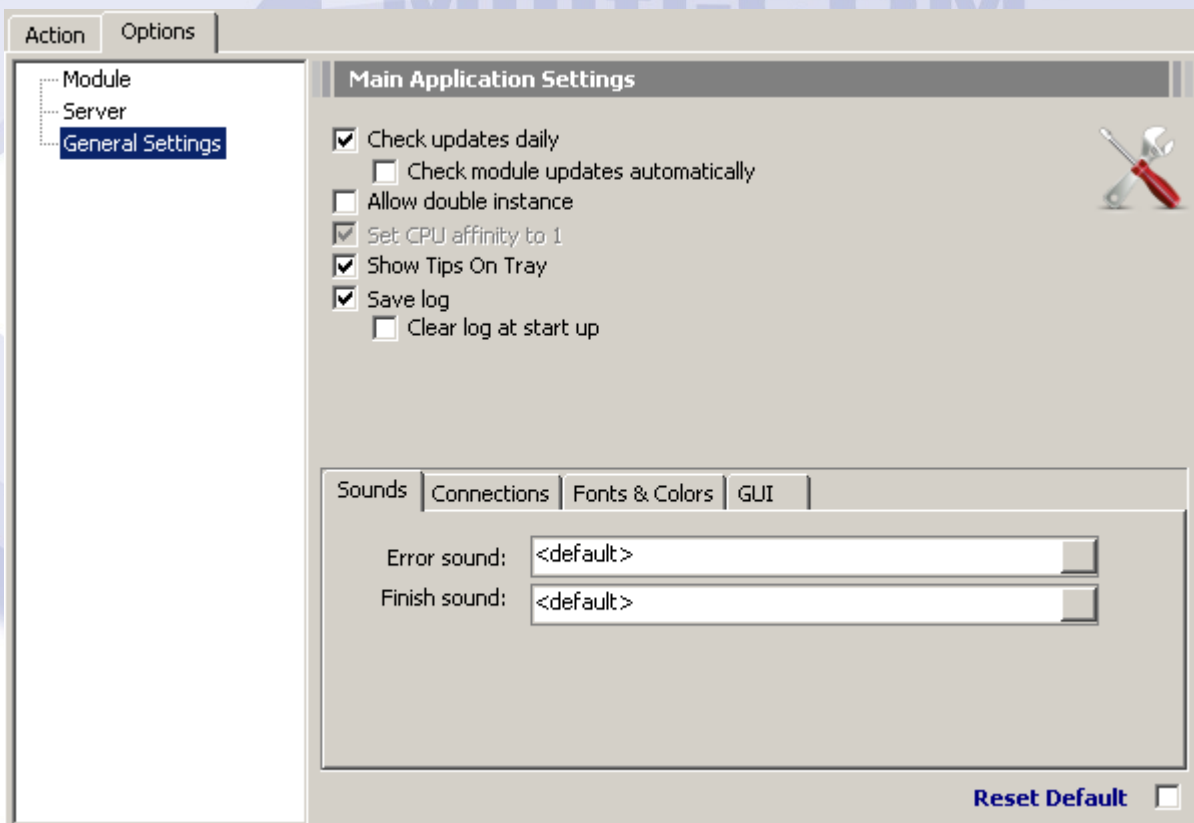 Action
Options
Module
Server
General Settings
Main Application Settings
Check updates daily
Check module updates automatically
Allow double instance
Set CPU affinity to 1
Show Tips On Tray
Save log
Clear log at start up
Sounds
Connections
Fonts & Colors
GUI
Error sound:
<default>
Finish sound:
<default>
Reset Default